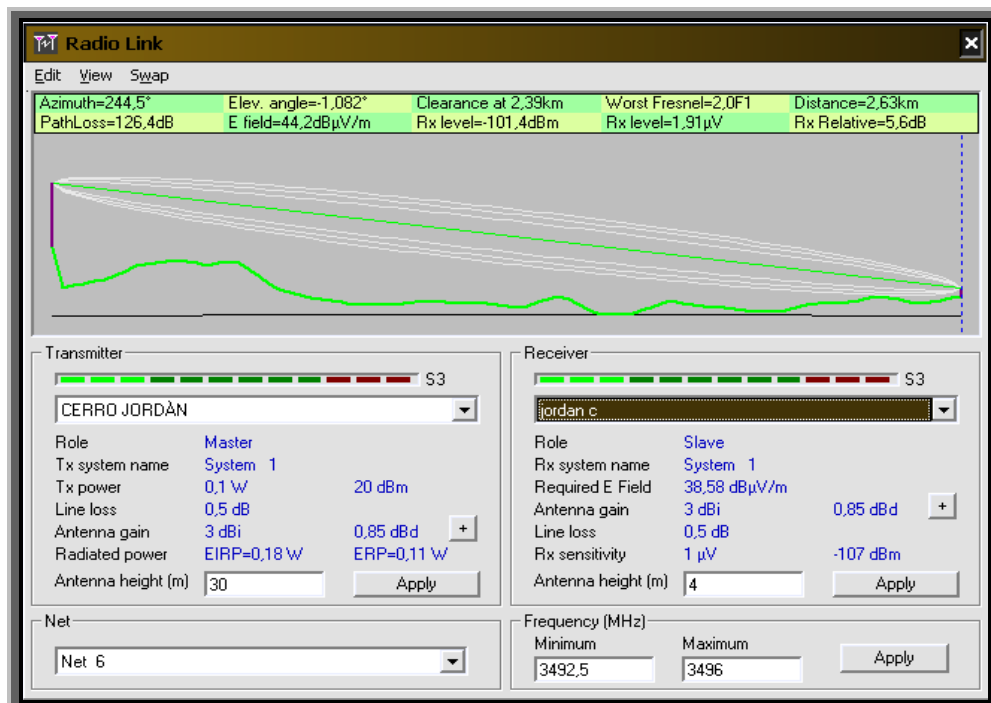 Radio Link
Edit View Swap
Azimuth=244,5° Elev. angle=-1,082° Clearance at 2,39km Worst Fresnel=2,0F1 Distance=2,63km
PathLoss=126,4dB E field=44,2dBµV/m Rx level=-101,4dBm Rx level=1,91µV Rx Relative=5,6dB
Transmitter
S3
CERRO JORDÀN
Role Master
Tx system name System 1
Tx power 0,1 W 20 dBm
Line loss 0,5 dB
Antenna gain 3 dBi 0,85 dBd +
Radiated power EIRP=0,18 W ERP=0,11 W
Antenna height (m) 30 Apply
Receiver
S3
jordan c
Role Slave
Rx system name System 1
Required E Field 38,58 dBµV/m
Antenna gain 3 dBi 0,85 dBd +
Line loss 0,5 dB
Rx sensitivity 1 µV -107 dBm
Antenna height (m) 4 Apply
Net
Net 6
Frequency (MHz)
Minimum Maximum
3492,5 3496 Apply